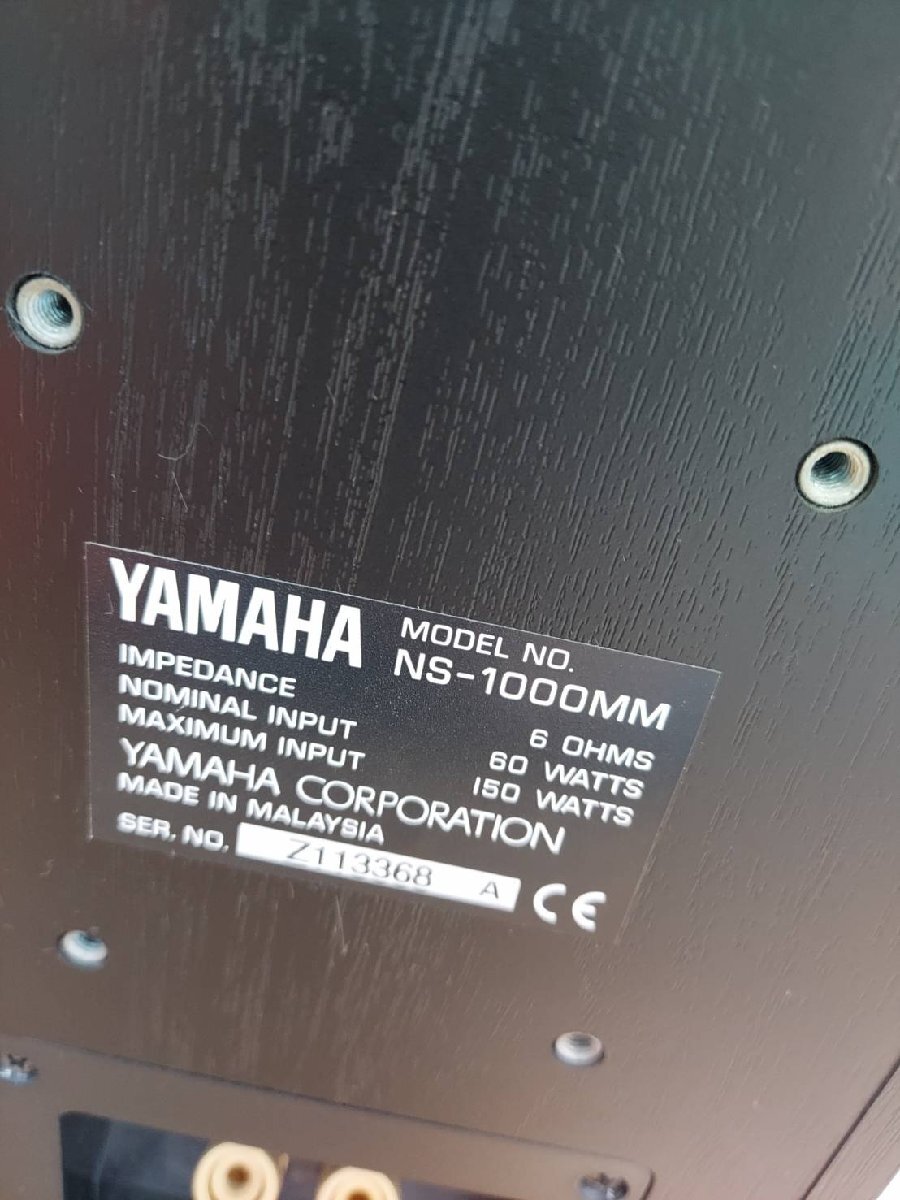 YAMAHA
MODEL NO.
NS-1000MM
IMPEDANCE 6 OHMS
NOMINAL INPUT 60 WATTS
MAXIMUM INPUT 150 WATTS
YAMAHA CORPORATION
MADE IN MALAYSIA
SER. NO. Z113368 A CE